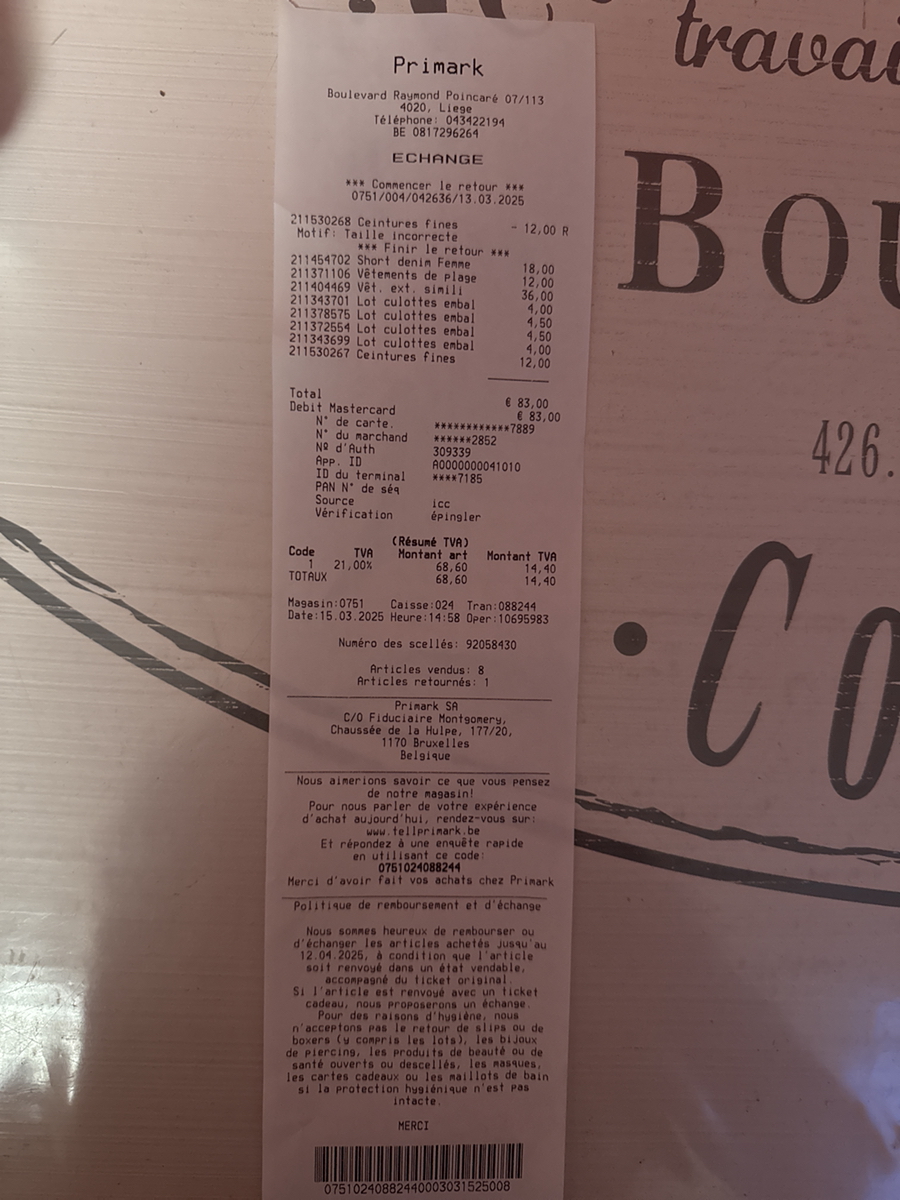 travai
Primark
Boulevard Raymond Poincaré 07/113
4020, Liege
Téléphone: 043422194
BE 0817296264
ECHANGE
*** Commencer le retour ***
0751/004/042636/13.03.2025
211530268 Ceintures fines - 12,00 R
Motif: Taille incorrecte
*** Finir le retour ***
211454702 Short denim Femme 18,00
211371106 Vêtements de plage 12,00
211404469 Vêt. ext. simili 36,00
211343701 Lot culottes embal 4,00
211378575 Lot culottes embal 4,50
211372554 Lot culottes embal 4,50
211343699 Lot culottes embal 4,00
211530267 Ceintures fines 12,00
Total € 83,00
Debit Mastercard € 83,00
N° de carte. ************7889
N° du marchand ******2852
Nº d'Auth 309339
App. ID A0000000041010
ID du terminal ****7185
PAN N° de séq
Source icc
Vérification épingler
(Résumé TVA)
Code TVA Montant art Montant TVA
1 21,00% 68,60 14,40
TOTAUX 68,60 14,40
Magasin:0751 Caisse:024 Tran:088244
Date:15.03.2025 Heure:14:58 Oper:10695983
Numéro des scellés: 92058430
Articles vendus: 8
Articles retournés: 1
Primark SA
C/O Fiduciaire Montgomery,
Chaussée de la Hulpe, 177/20,
1170 Bruxelles
Belgique
Nous aimerions savoir ce que vous pensez
de notre magasin!
Pour nous parler de votre expérience
d'achat aujourd'hui, rendez-vous sur:
www.tellprimark.be
Et répondez à une enquête rapide
en utilisant ce code:
0751024088244
Merci d'avoir fait vos achats chez Primark
Politique de remboursement et d'échange
Nous sommes heureux de rembourser ou
d'échanger les articles achetés jusqu'au
12.04.2025, à condition que l'article
soit renvoyé dans un état vendable,
accompagné du ticket original.
Si l'article est renvoyé avec un ticket
cadeau, nous proposerons un échange.
Pour des raisons d'hygiène, nous
n'acceptons pas le retour de slips ou de
boxers (y compris les lots), les bijoux
de piercing, les produits de beauté ou de
santé ouverts ou descellés, les masques,
les cartes cadeaux ou les maillots de bain
si la protection hygiénique n'est pas
intacte.
MERCI
07510240882440003031525008
BOU
426.
• CO